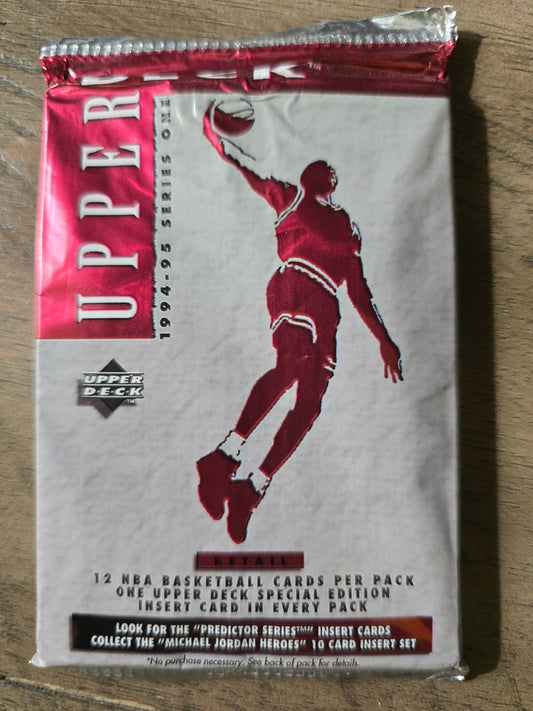 DECK
UPPER
1994-95 SERIES ONE
UPPER
DECK
TM
RETAIL
12 NBA BASKETBALL CARDS PER PACK
ONE UPPER DECK SPECIAL EDITION
INSERT CARD IN EVERY PACK
LOOK FOR THE "PREDICTOR SERIES™" INSERT CARDS
COLLECT THE "MICHAEL JORDAN HEROES" 10 CARD INSERT SET
*No purchase necessary. See back of pack for details.